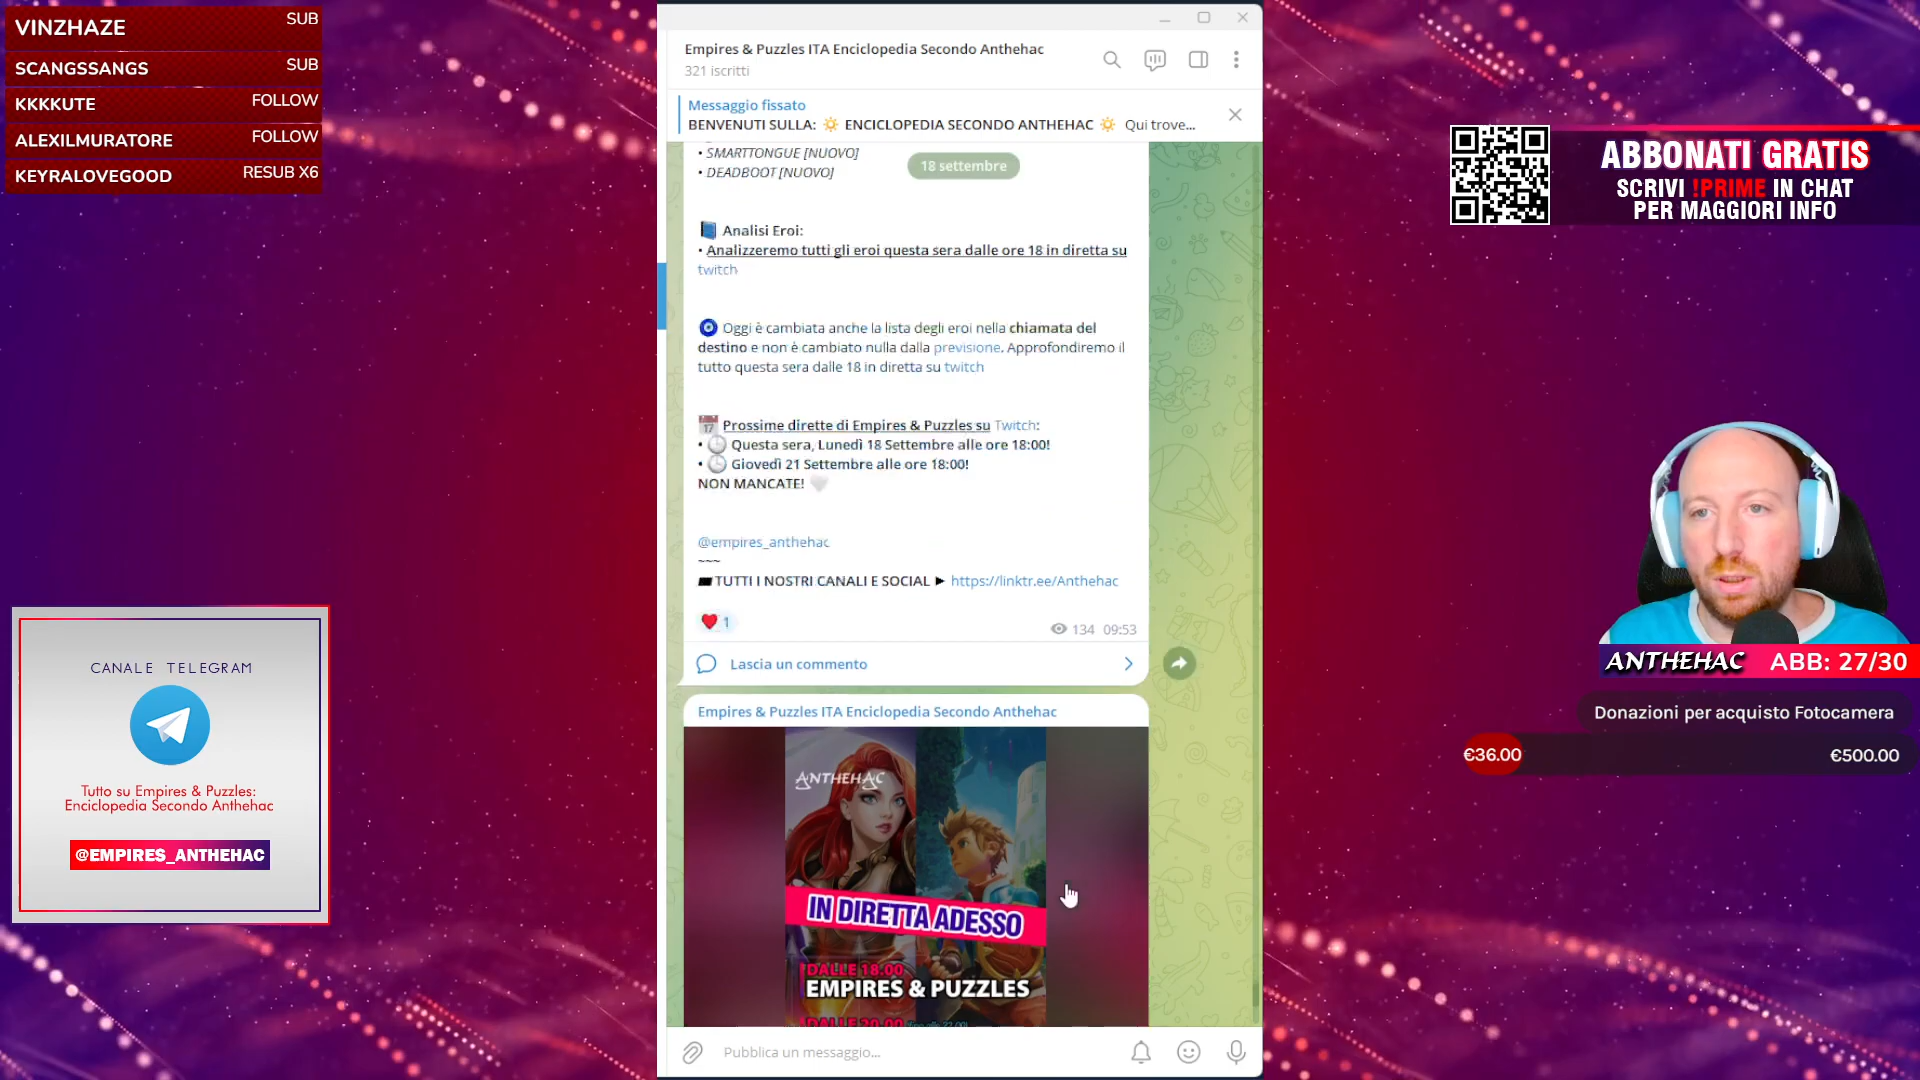 VINZHAZE SUB
SCANGSSANGS SUB
KKKKUTE FOLLOW
ALEXILMURATORE FOLLOW
KEYRALOVEGOOD RESUB X6
CANALE TELEGRAM
Tutto su Empires & Puzzles:
Enciclopedia Secondo Anthehac
@EMPIRES_ANTHEHAC
Empires & Puzzles ITA Enciclopedia Secondo Anthehac
321 iscritti
Messaggio fissato
BENVENUTI SULLA: ☀️ ENCICLOPEDIA SECONDO ANTHEHAC ☀️ Qui trove...
• SMARTTONGUE [NUOVO]
18 settembre
• DEADBOOT [NUOVO]
📘 Analisi Eroi:
• Analizzeremo tutti gli eroi questa sera dalle ore 18 in diretta su
twitch
🧿 Oggi è cambiata anche la lista degli eroi nella chiamata del
destino e non è cambiato nulla dalla previsione. Approfondiremo il
tutto questa sera dalle 18 in diretta su twitch
📅 Prossime dirette di Empires & Puzzles su Twitch:
• 🕒 Questa sera, Lunedì 18 Settembre alle ore 18:00!
• 🕒 Giovedì 21 Settembre alle ore 18:00!
NON MANCATE! 🤍
@empires_anthehac
~~~
TUTTI I NOSTRI CANALI E SOCIAL ► https://linktr.ee/Anthehac
❤️ 1
134 09:53
Lascia un commento
Empires & Puzzles ITA Enciclopedia Secondo Anthehac
ANTHEHAC
IN DIRETTA ADESSO
DALLE 18.00
EMPIRES & PUZZLES
DALLE 20.00
Pubblica un messaggio...
ABBONATI GRATIS
SCRIVI !PRIME IN CHAT
PER MAGGIORI INFO
ANTHEHAC ABB: 27/30
Donazioni per acquisto Fotocamera
€36.00 €500.00